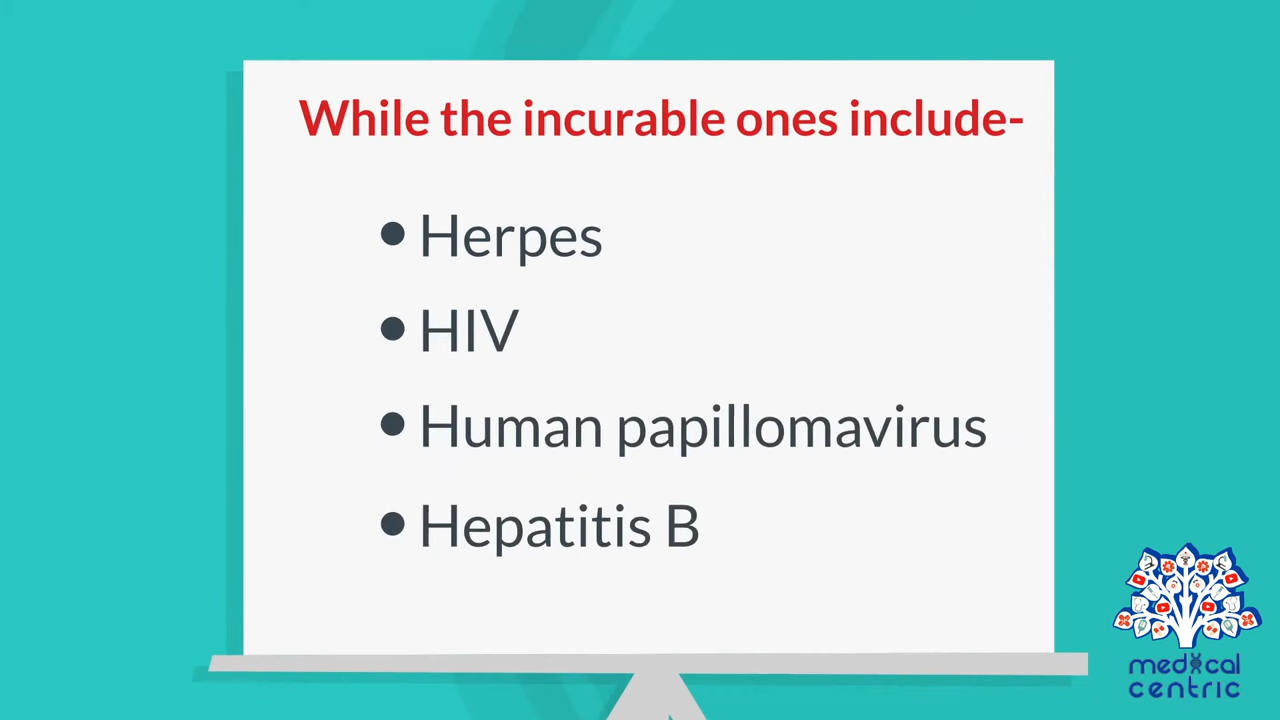 While the incurable ones include-
• Herpes
• HIV
• Human papillomavirus
• Hepatitis B
medical
centric